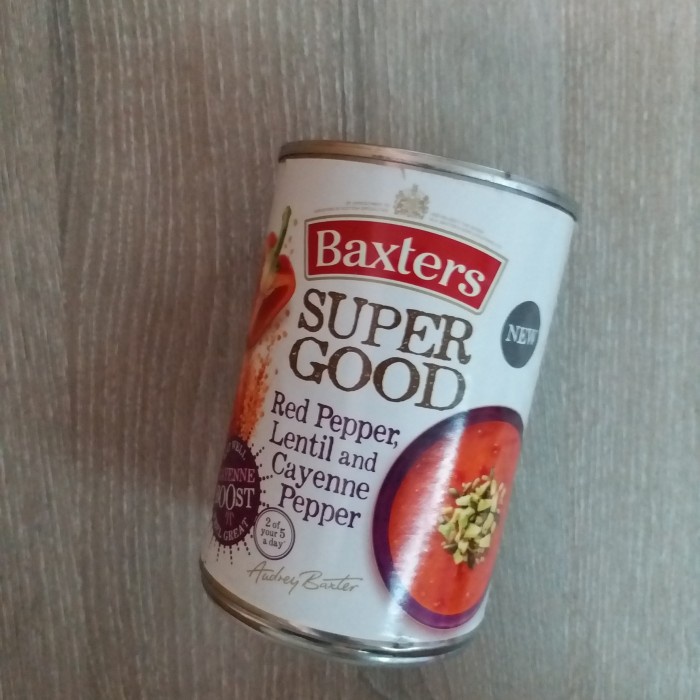 Baxters
SUPER
GOOD
NEW
Red Pepper,
Lentil and
Cayenne
Pepper
BOOST
2 of
your 5
a day*
Audrey Baxter